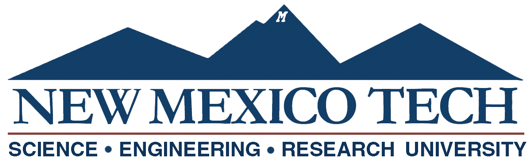 M
NEW MEXICO TECH
SCIENCE • ENGINEERING • RESEARCH UNIVERSITY